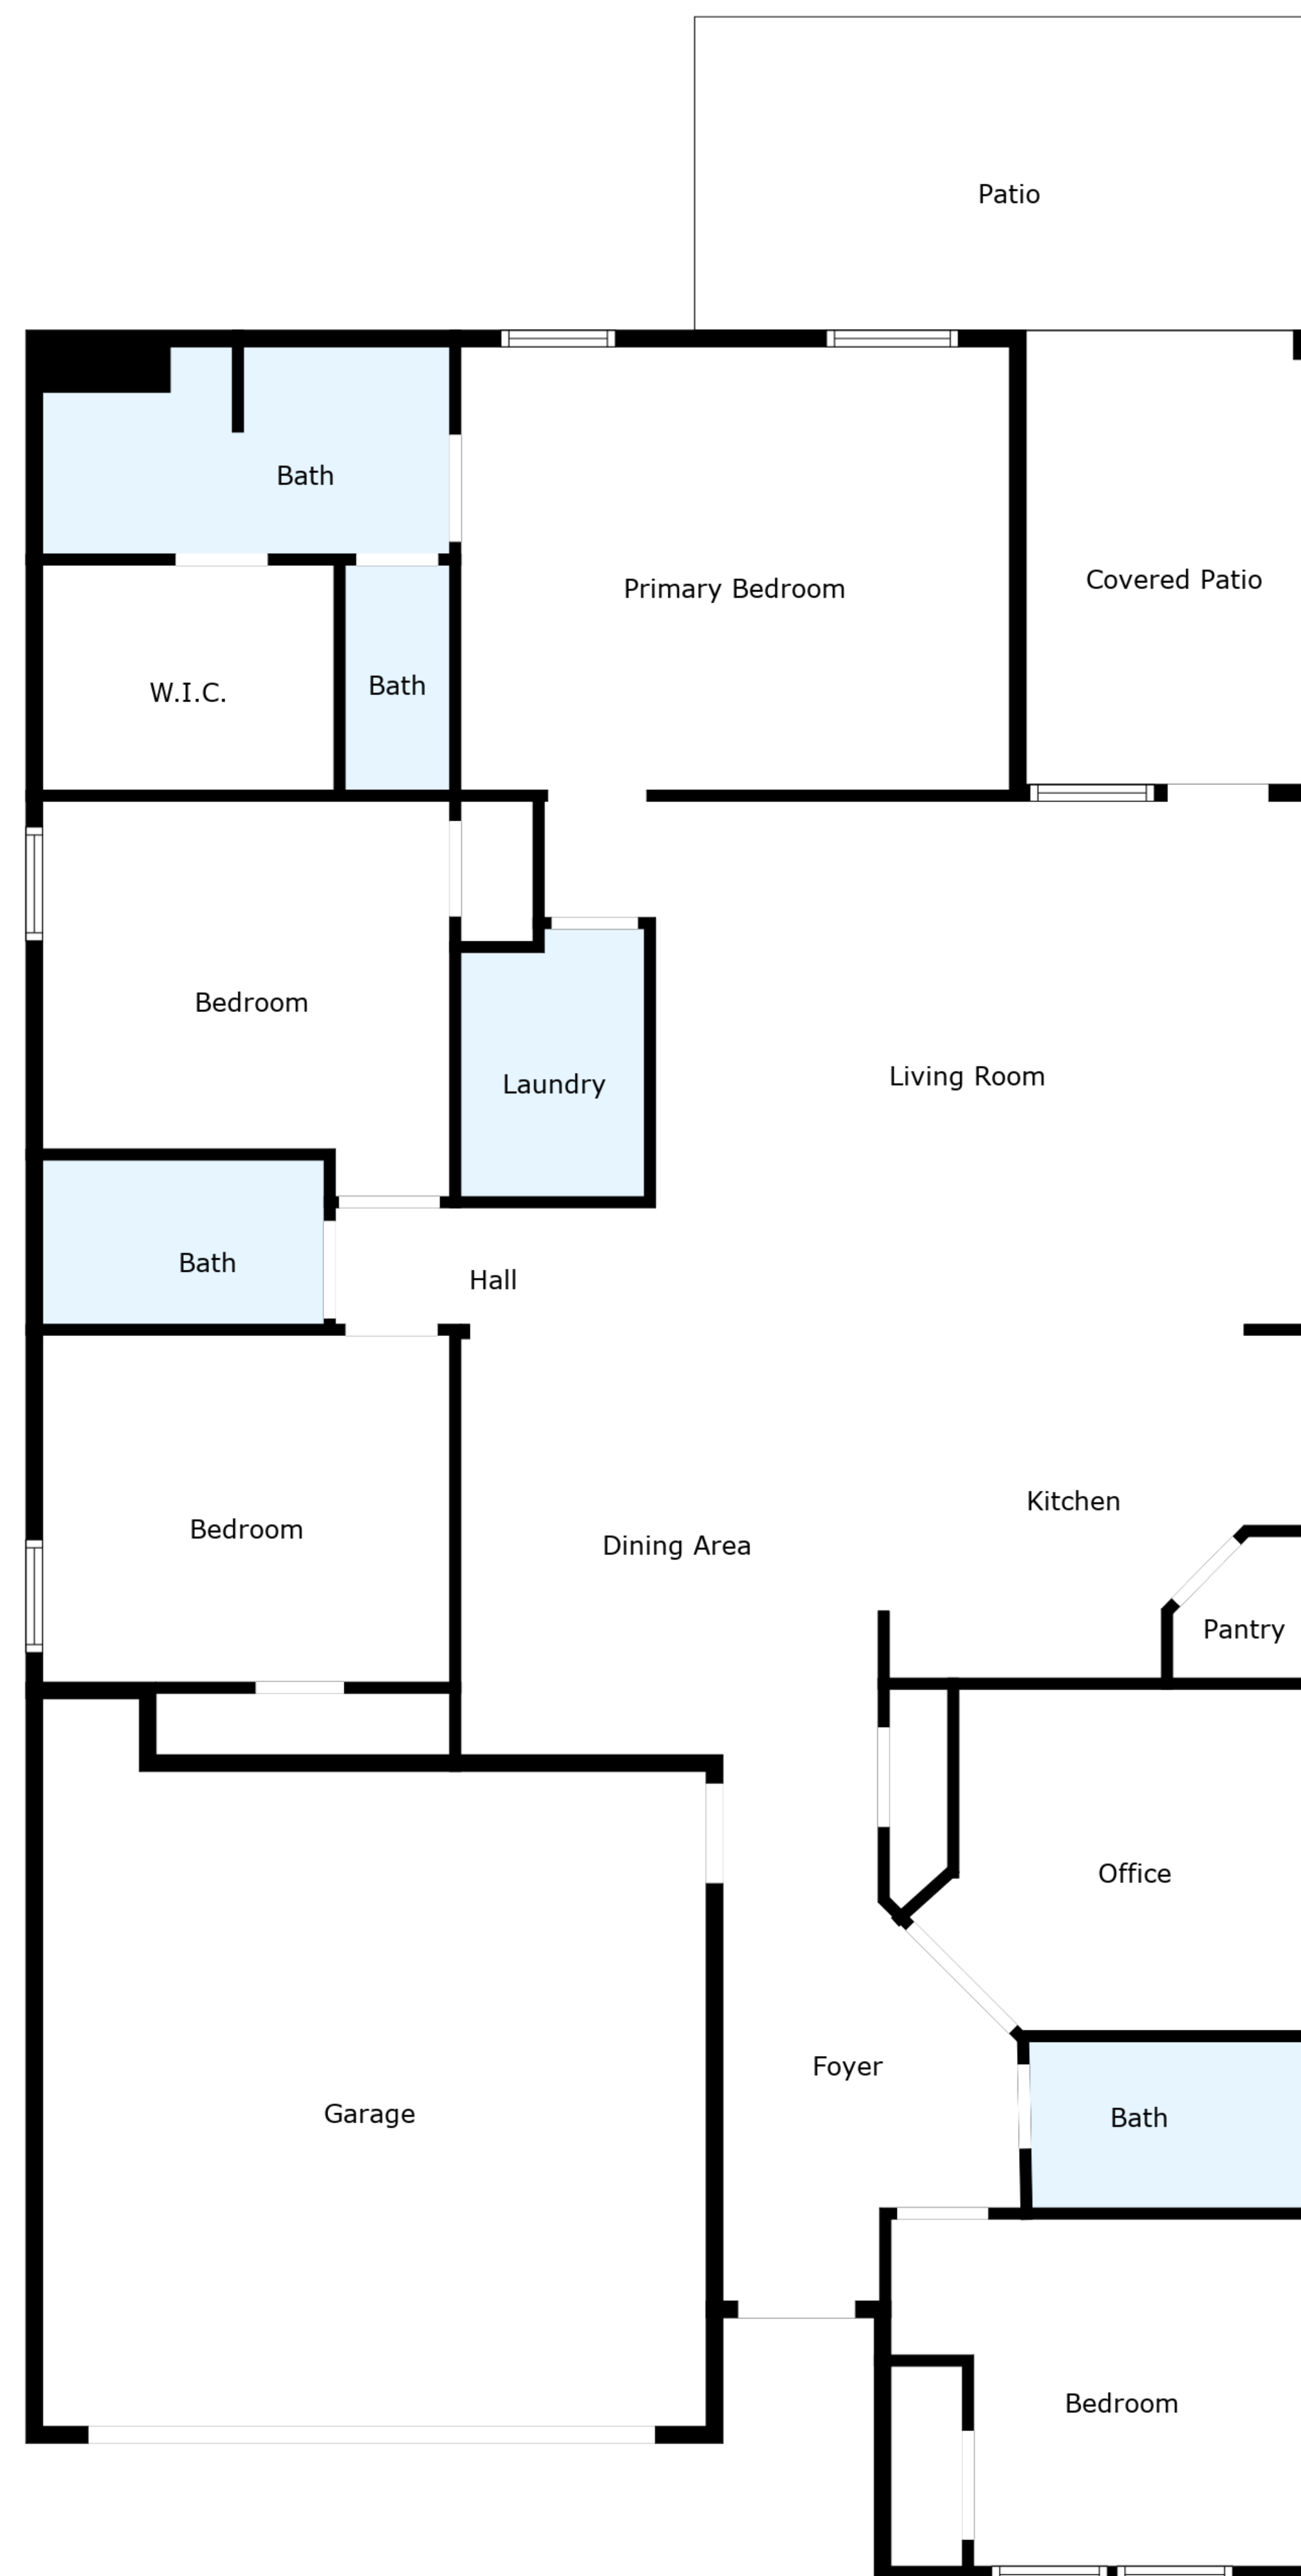 Patio
Bath
Primary Bedroom
Covered Patio
W.I.C.
Bath
Bedroom
Laundry
Living Room
Bath
Hall
Bedroom
Dining Area
Kitchen
Pantry
Office
Foyer
Garage
Bath
Bedroom